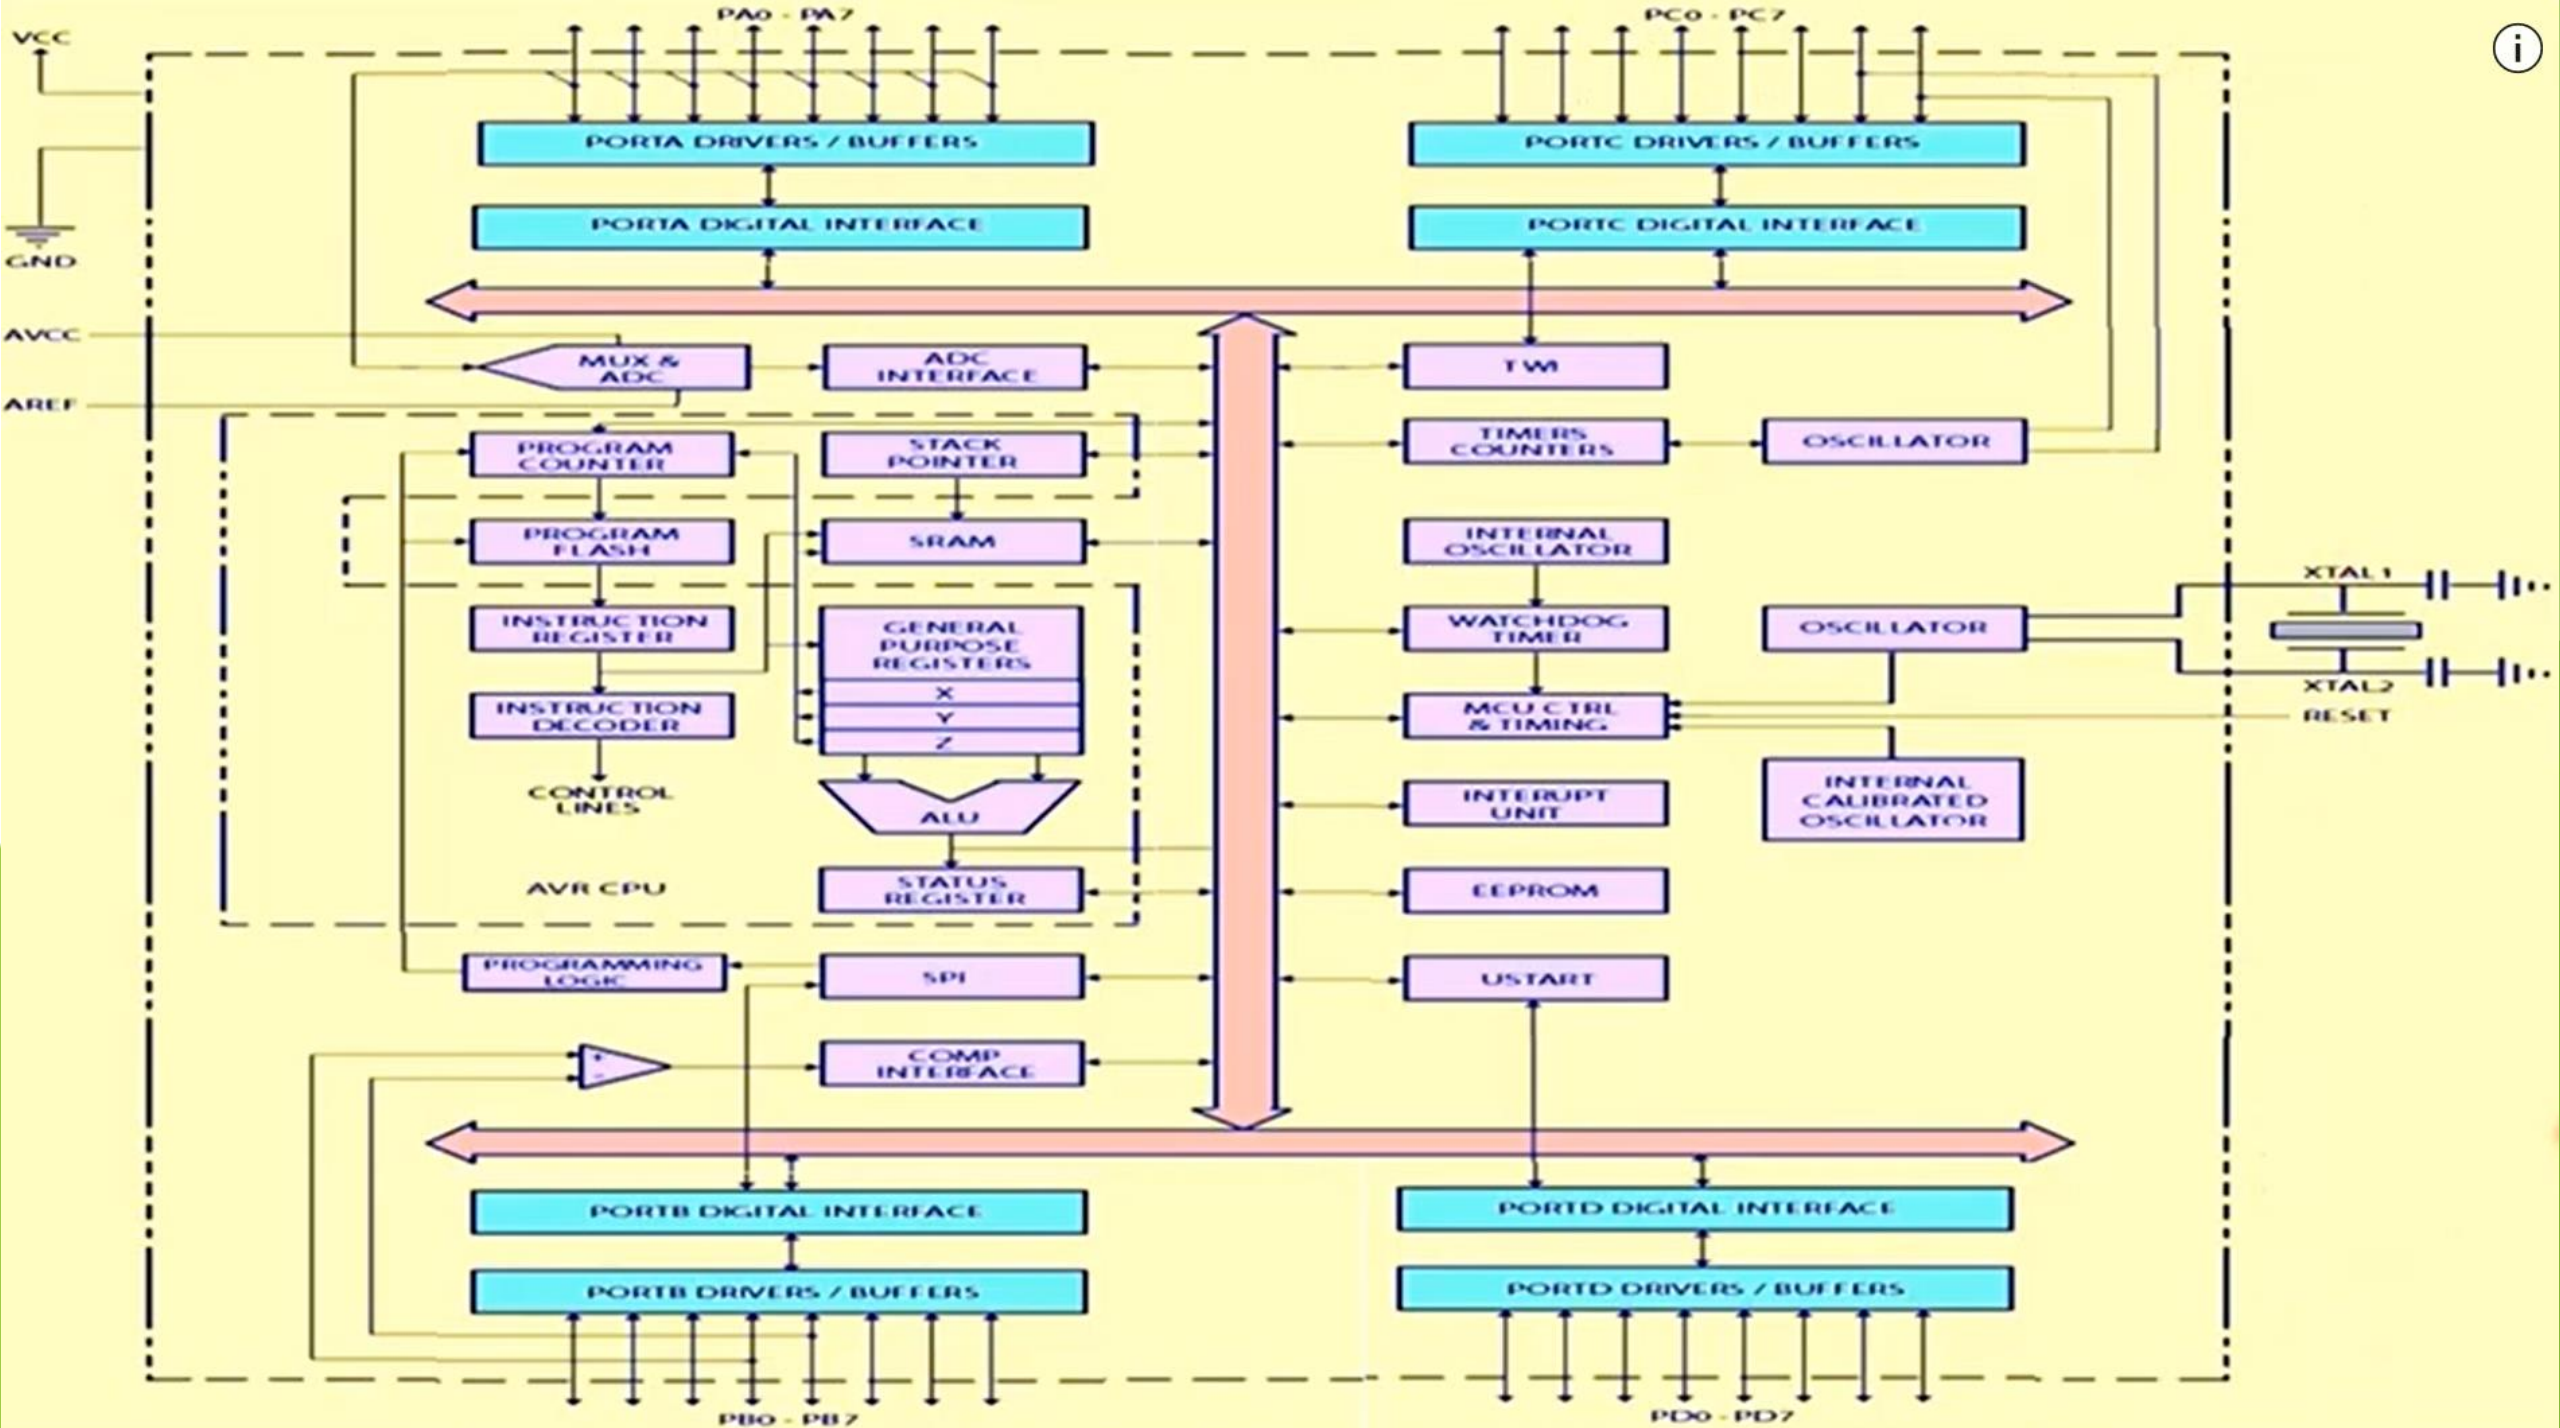 PA0 - PA7
PC0 - PC7
VCC
i
PORTA DRIVERS / BUFFERS
PORTC DRIVERS / BUFFERS
PORTA DIGITAL INTERFACE
PORTC DIGITAL INTERFACE
GND
AVCC
MUX &
ADC
ADC
INTERFACE
TWI
AREF
PROGRAM
COUNTER
STACK
POINTER
TIMERS
COUNTERS
OSCILLATOR
PROGRAM
FLASH
SRAM
INTERNAL
OSCILLATOR
XTAL1
INSTRUCTION
REGISTER
GENERAL
PURPOSE
REGISTERS
X
Y
Z
WATCHDOG
TIMER
OSCILLATOR
XTAL2
INSTRUCTION
DECODER
MCU CTRL
& TIMING
RESET
CONTROL
LINES
ALU
INTERUPT
UNIT
INTERNAL
CALIBRATED
OSCILLATOR
AVR CPU
STATUS
REGISTER
EEPROM
PROGRAMMING
LOGIC
SPI
USTART
+
-
COMP
INTERFACE
PORTB DIGITAL INTERFACE
PORTD DIGITAL INTERFACE
PORTB DRIVERS / BUFFERS
PORTD DRIVERS / BUFFERS
PB0 - PB7
PD0 - PD7